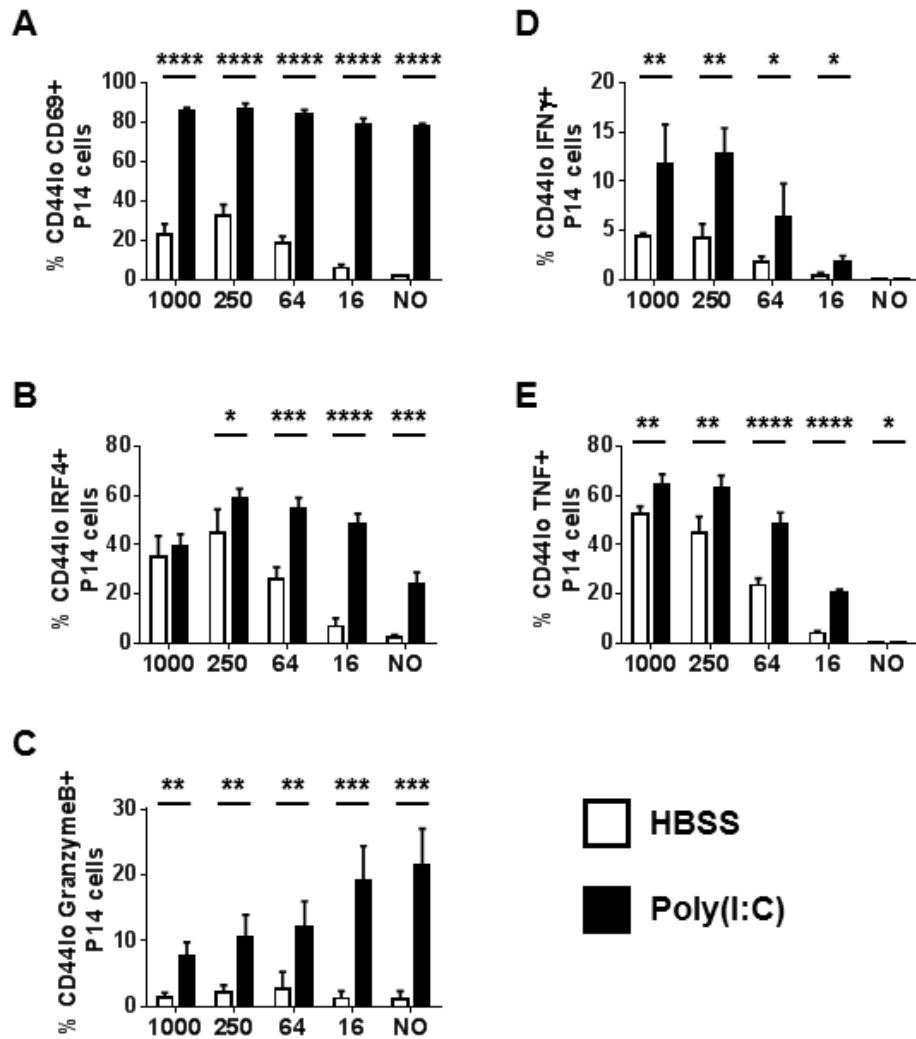 A
**** **** **** **** ****
% CD44lo CD69+
P14 cells
100
80
60
40
20
0
1000 250 64 16 NO
B
* *** **** ***
% CD44lo IRF4+
P14 cells
80
60
40
20
0
1000 250 64 16 NO
C
** ** ** *** ***
% CD44lo GranzymeB+
P14 cells
30
20
10
0
1000 250 64 16 NO
D
** ** * *
% CD44lo IFNγ+
P14 cells
20
15
10
5
0
1000 250 64 16 NO
E
** ** **** **** *
% CD44lo TNF+
P14 cells
80
60
40
20
0
1000 250 64 16 NO
HBSS
Poly(I:C)